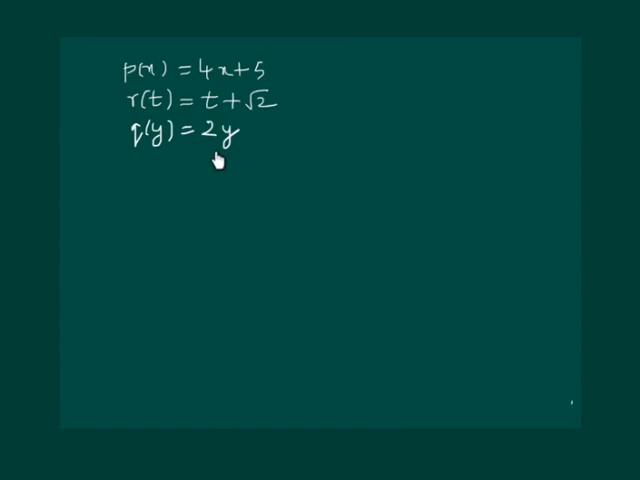 p(x) = 4x+5
r(t) = t + √2
q(y) = 2y